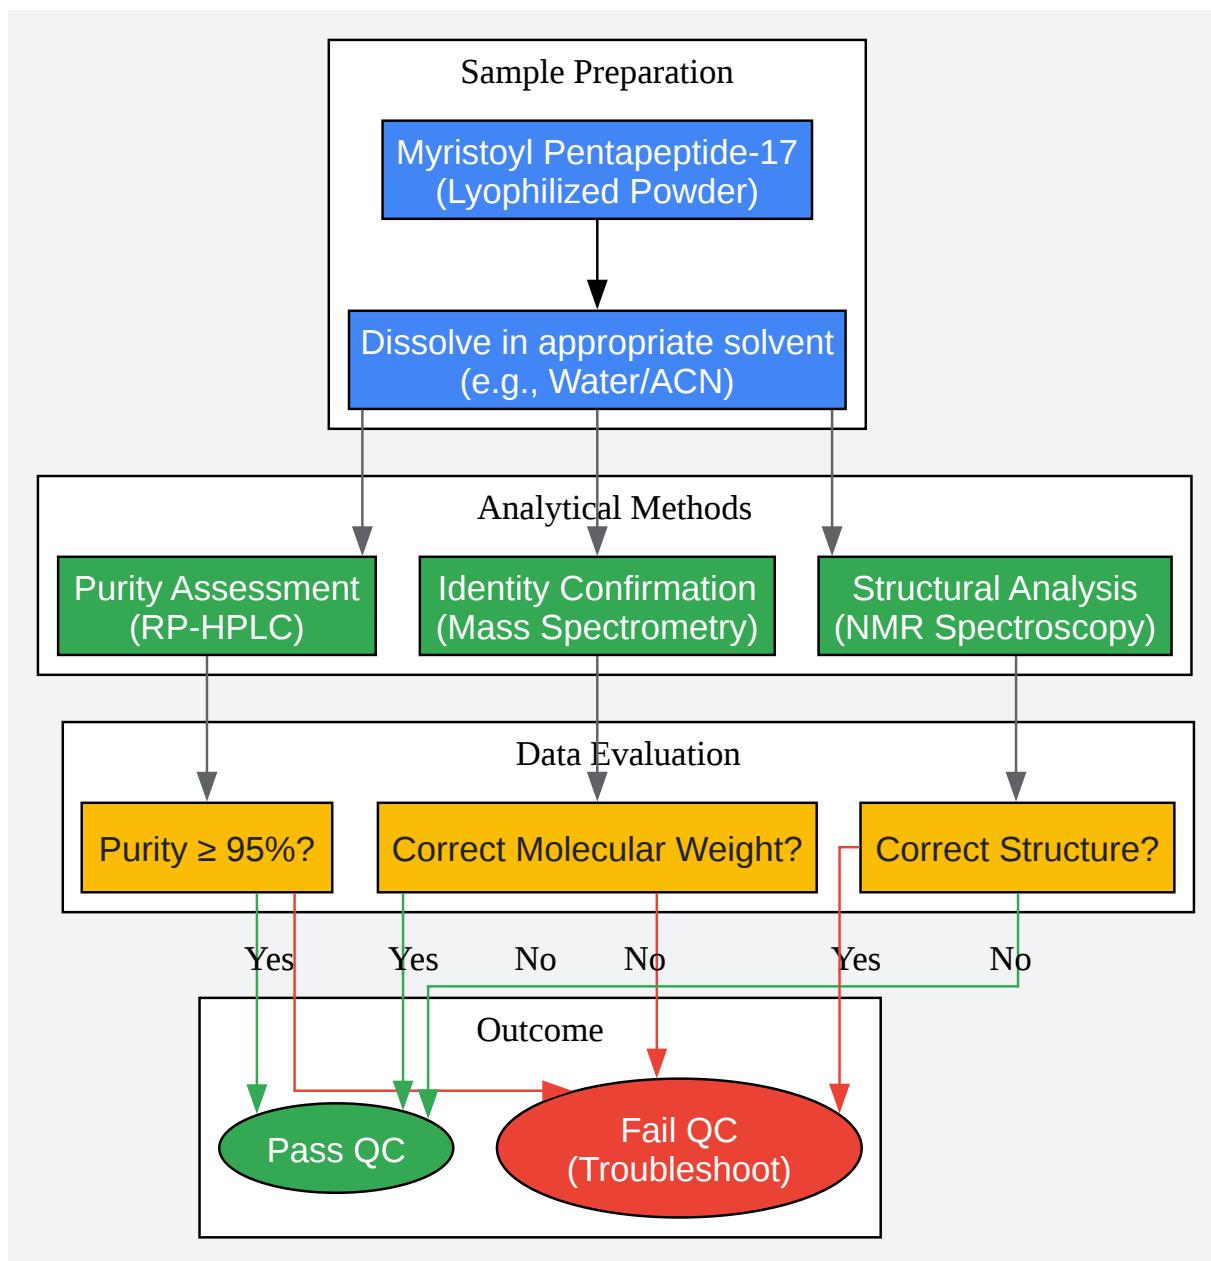 Sample Preparation
Myristoyl Pentapeptide-17
(Lyophilized Powder)
Dissolve in appropriate solvent
(e.g., Water/ACN)
Analytical Methods
Purity Assessment
(RP-HPLC)
Identity Confirmation
(Mass Spectrometry)
Structural Analysis
(NMR Spectroscopy)
Data Evaluation
Purity ≥ 95%?
Correct Molecular Weight?
Correct Structure?
Yes
Yes
No
No
Yes
No
Outcome
Pass QC
Fail QC
(Troubleshoot)